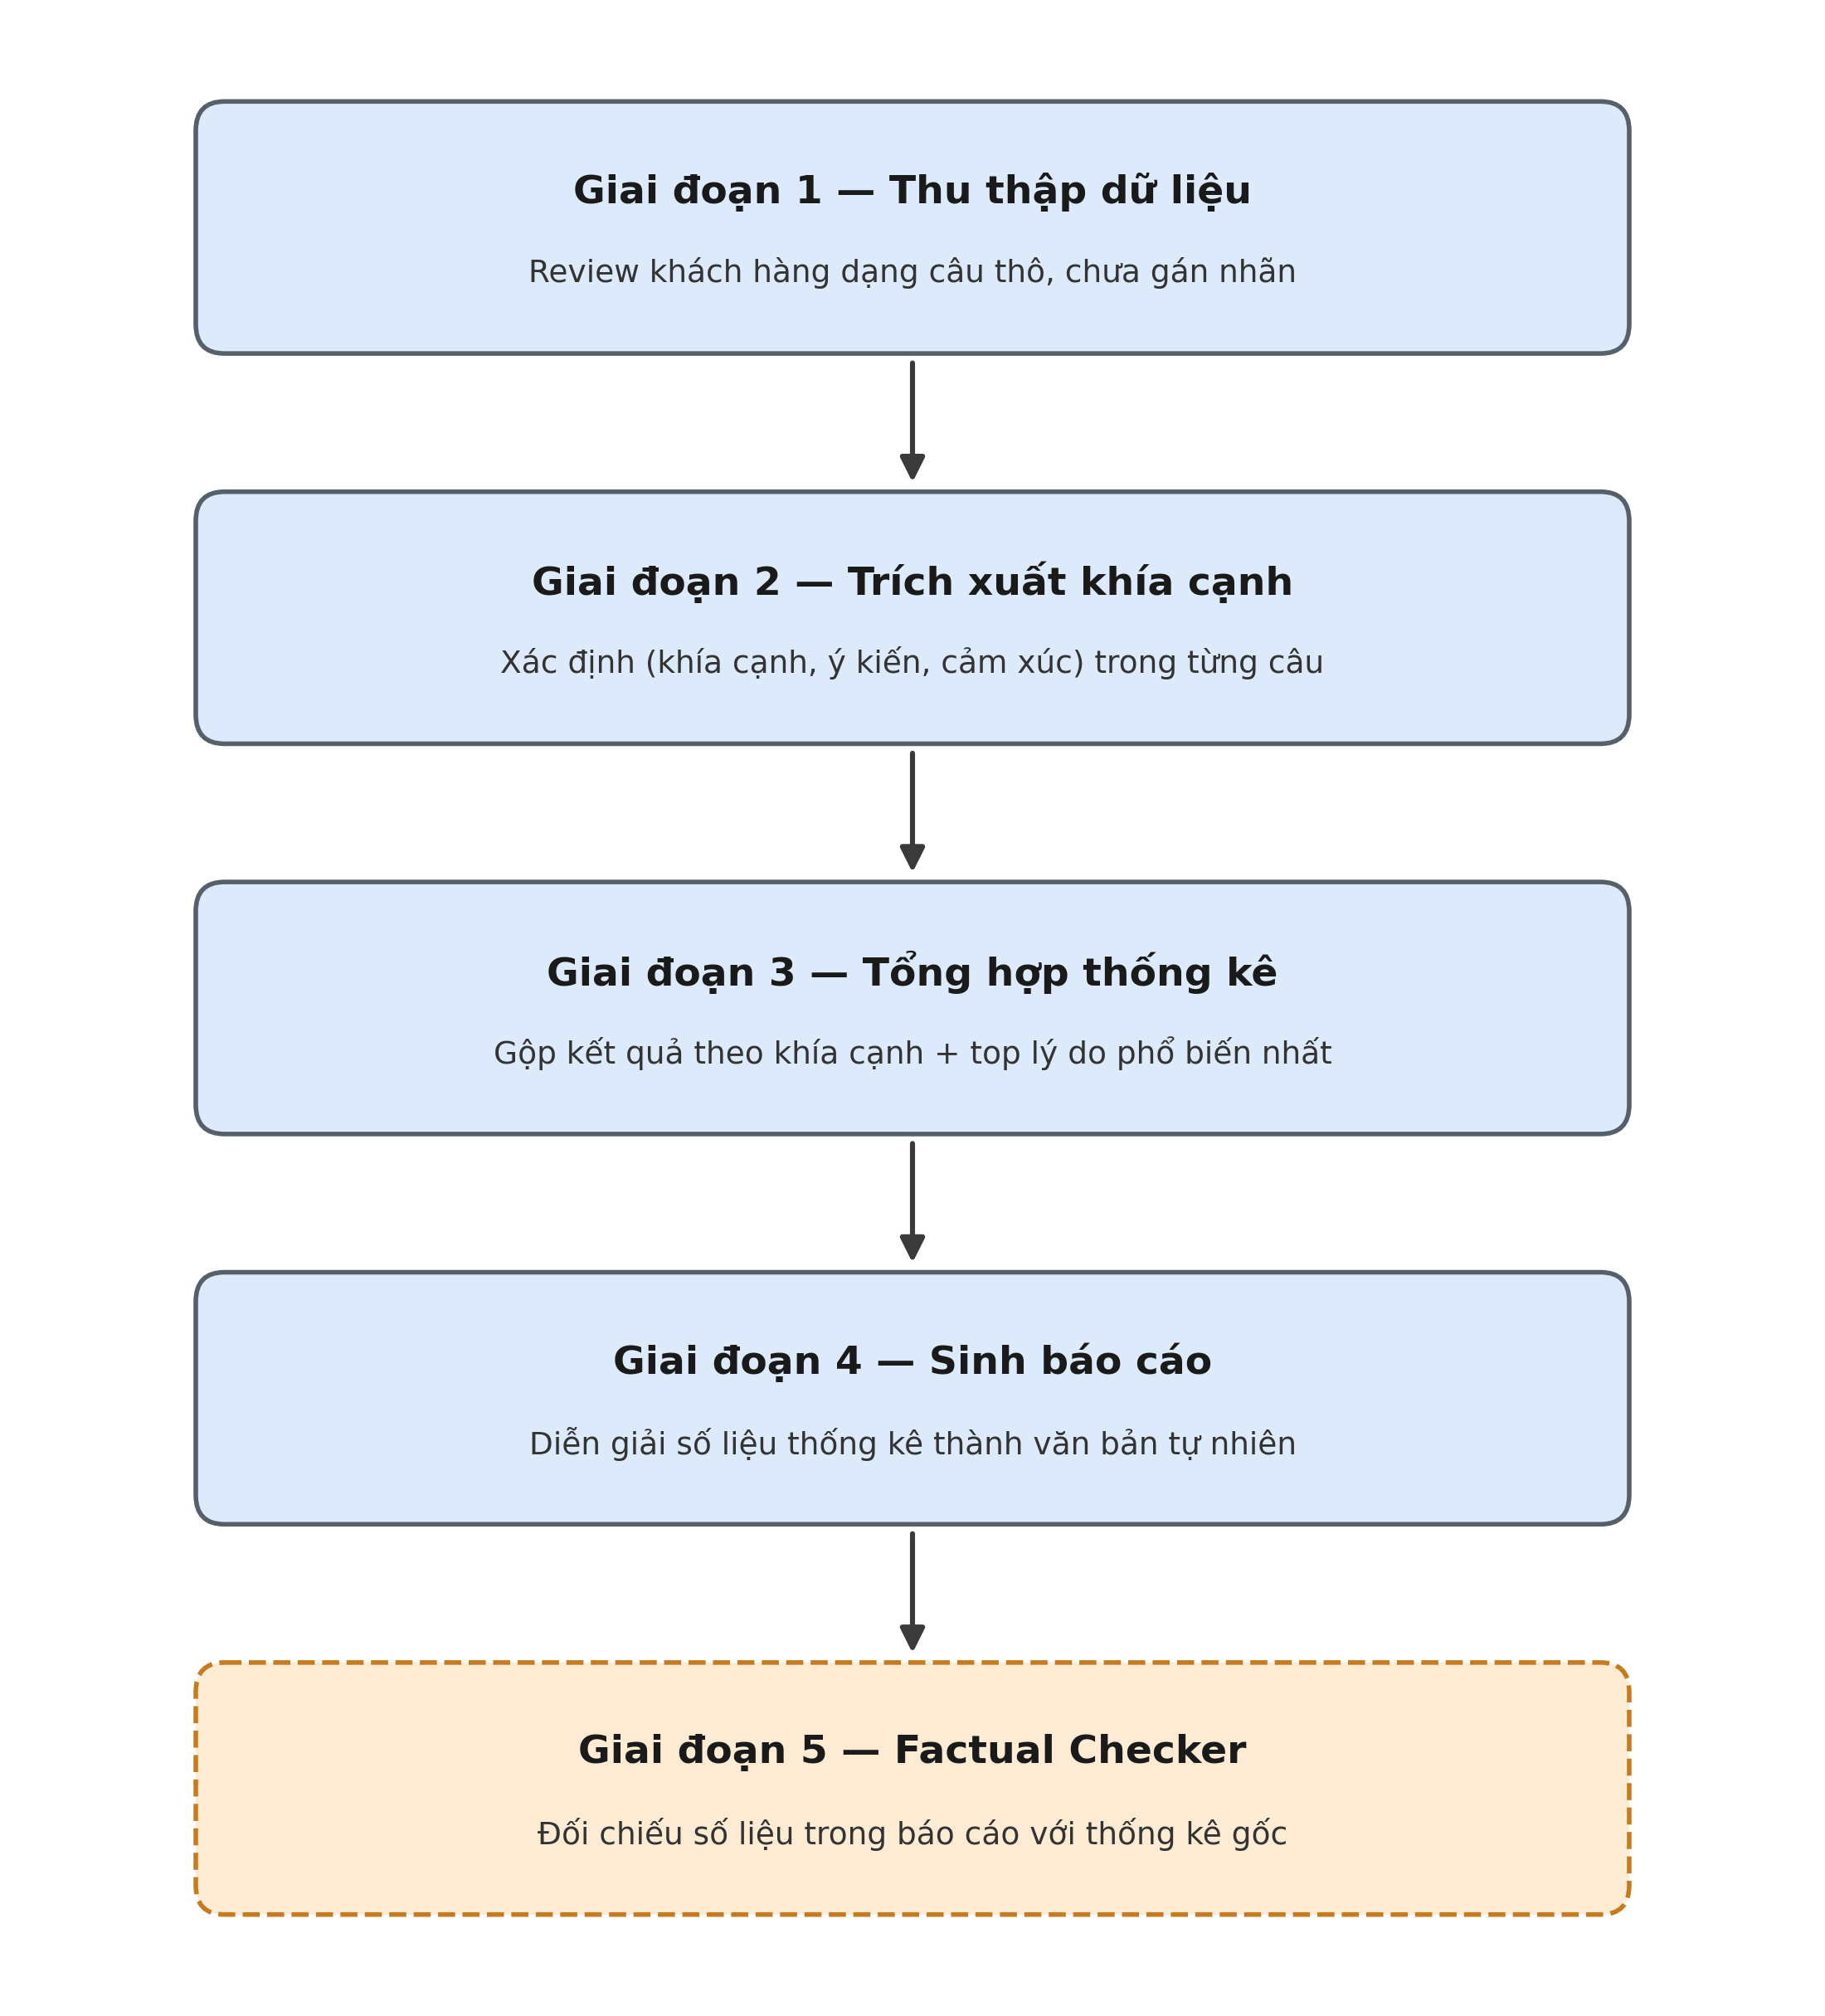 Giai đoạn 1 — Thu thập dữ liệu
Review khách hàng dạng câu thô, chưa gán nhãn
Giai đoạn 2 — Trích xuất khía cạnh
Xác định (khía cạnh, ý kiến, cảm xúc) trong từng câu
Giai đoạn 3 — Tổng hợp thống kê
Gộp kết quả theo khía cạnh + top lý do phổ biến nhất
Giai đoạn 4 — Sinh báo cáo
Diễn giải số liệu thống kê thành văn bản tự nhiên
Giai đoạn 5 — Factual Checker
Đối chiếu số liệu trong báo cáo với thống kê gốc